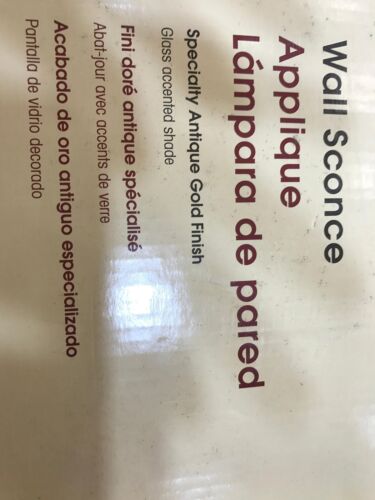 Wall Sconce
Applique
Lámpara de pared
Specialty Antique Gold Finish
Glass accented shade
Fini doré antique spécialisé
Abat-jour avec accents de verre
Acabado de oro antiguo especializado
Pantalla de vidrio decorado